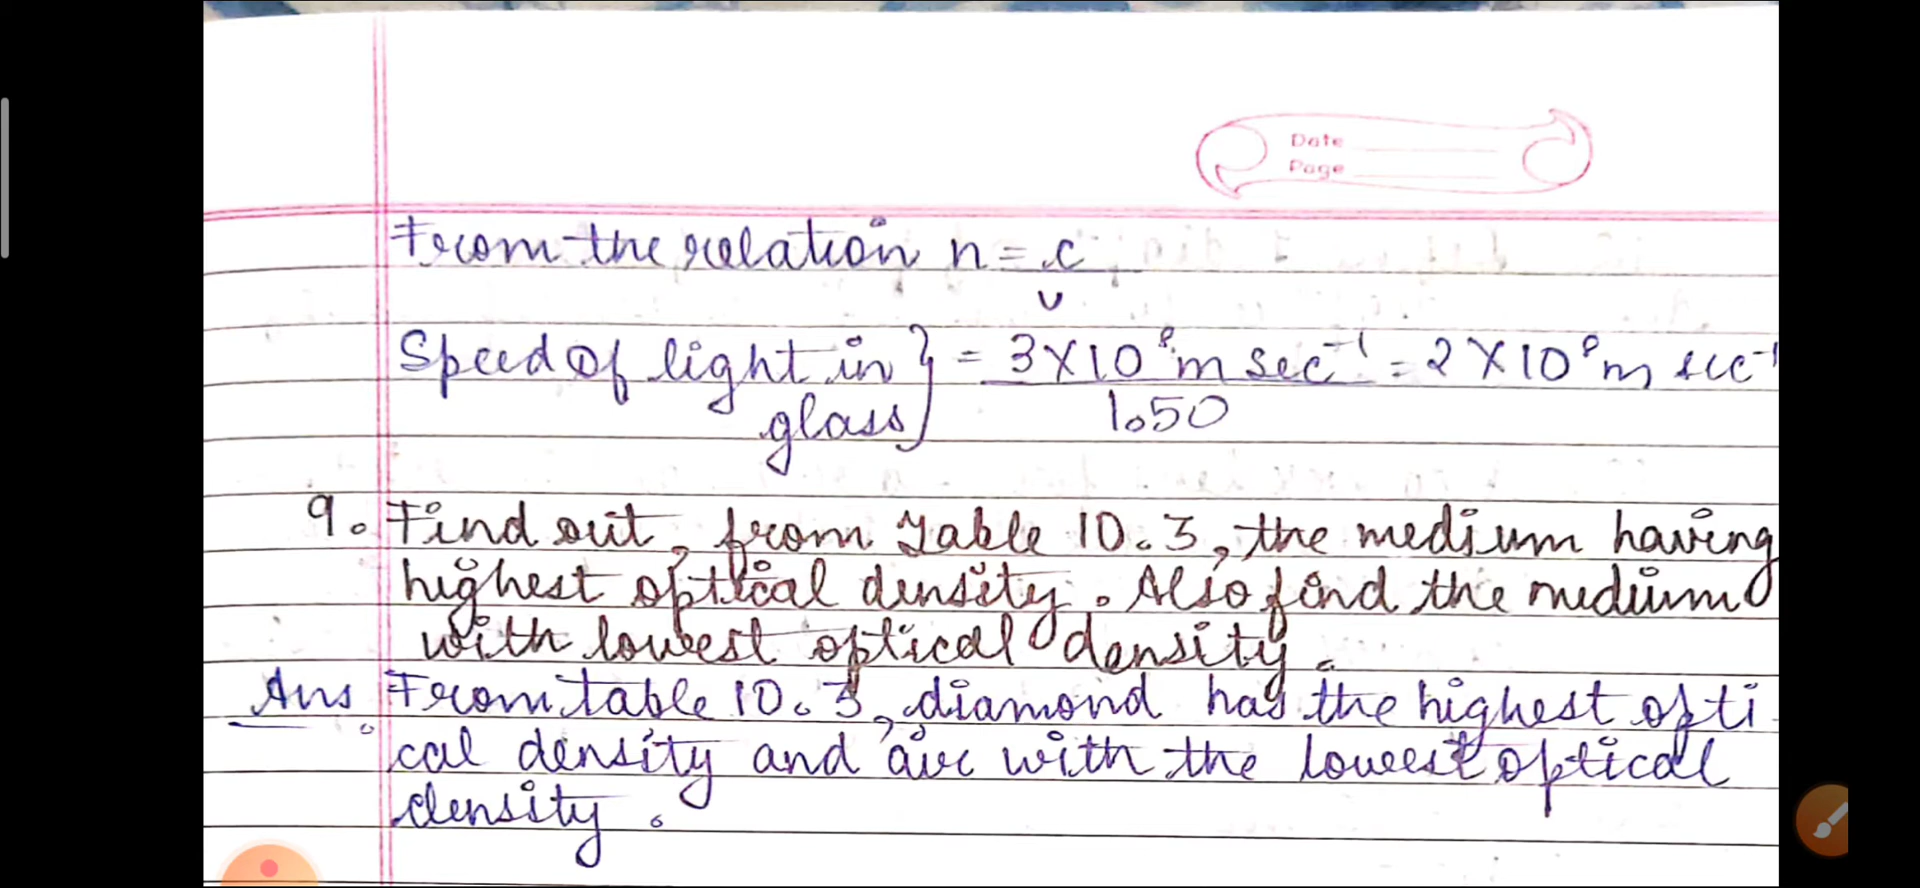 Date
Page
From the relation n = c
v
Speed of light in } = 3 X 10⁸ m sec⁻¹ = 2 X 10⁸ m sec⁻¹
glass 1.50
9. Find out, from Table 10.3, the medium having
highest optical density. Also find the medium
with lowest optical density.
Ans. From table 10.3, diamond has the highest opti
cal density and air with the lowest optical
density.